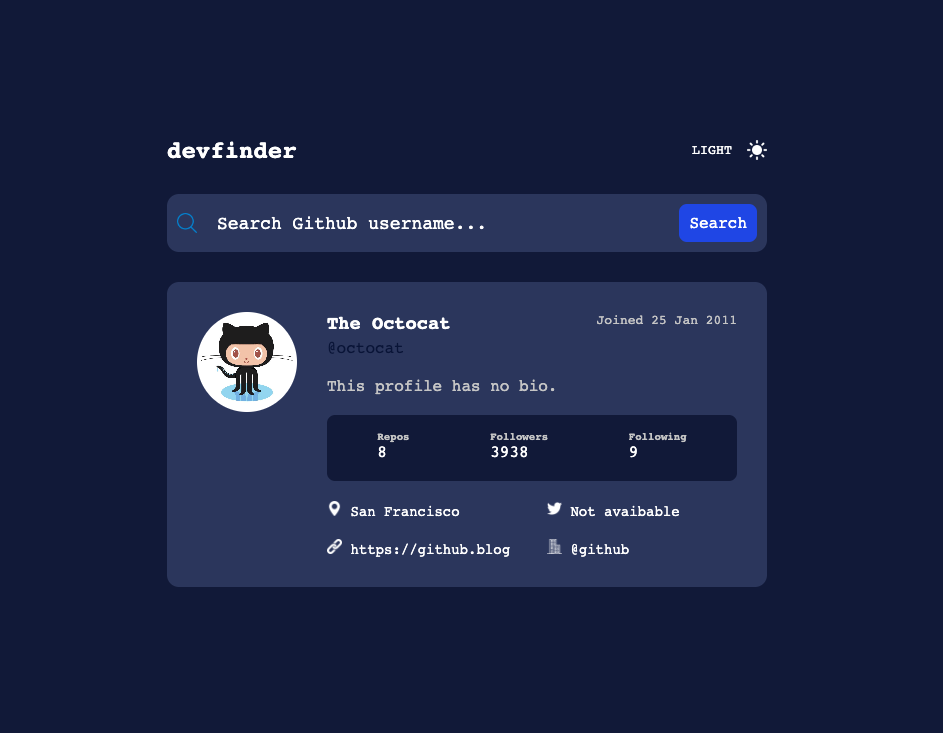 devfinder
LIGHT
Search Github username...
Search
The Octocat
Joined 25 Jan 2011
@octocat
This profile has no bio.
Repos
8
Followers
3938
Following
9
San Francisco
Not avaibable
https://github.blog
@github